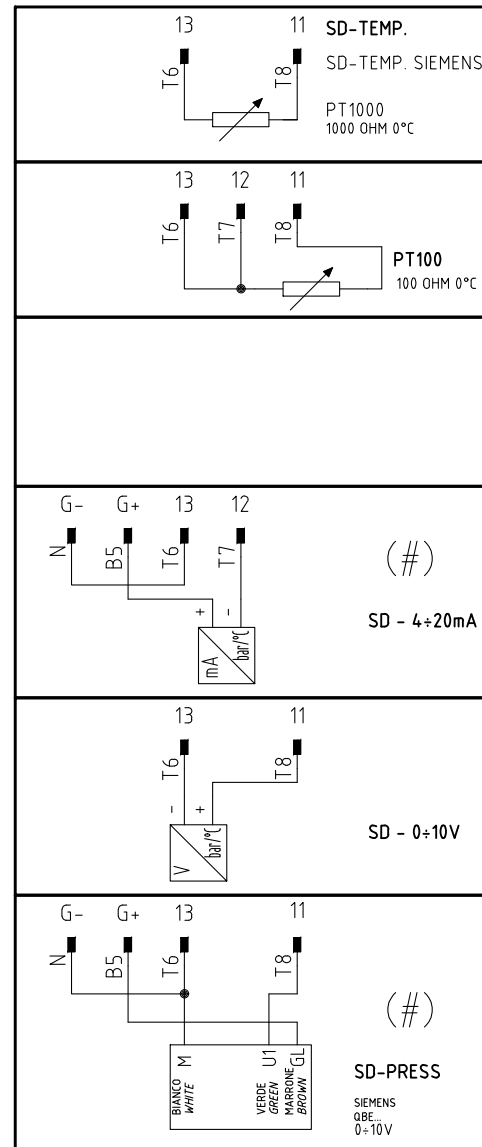 13 11 SD-TEMP.
T6 T8 SD-TEMP. SIEMENS
PT1000
1000 OHM 0°C
13 12 11
T6 T7 T8
PT100
100 OHM 0°C
G- G+ 13 12
N B5 T6 T7
(#)
+ -
SD - 4÷20mA
mA bar/°C
13 11
T6 T8
- +
SD - 0÷10V
V bar/°C
G- G+ 13 11
N B5 T6 T8
(#)
M U1 GL
BIANCO VERDE MARRONE
WHITE GREEN BROWN
SD-PRESS
SIEMENS
QBE...
0÷10V